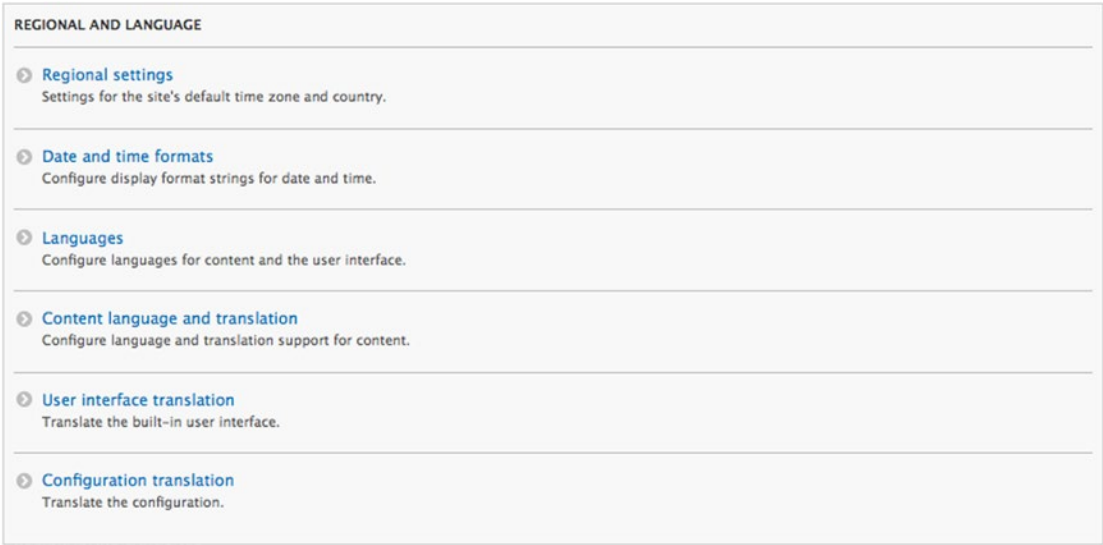 REGIONAL AND LANGUAGE
Regional settings
Settings for the site's default time zone and country.
Date and time formats
Configure display format strings for date and time.
Languages
Configure languages for content and the user interface.
Content language and translation
Configure language and translation support for content.
User interface translation
Translate the built-in user interface.
Configuration translation
Translate the configuration.